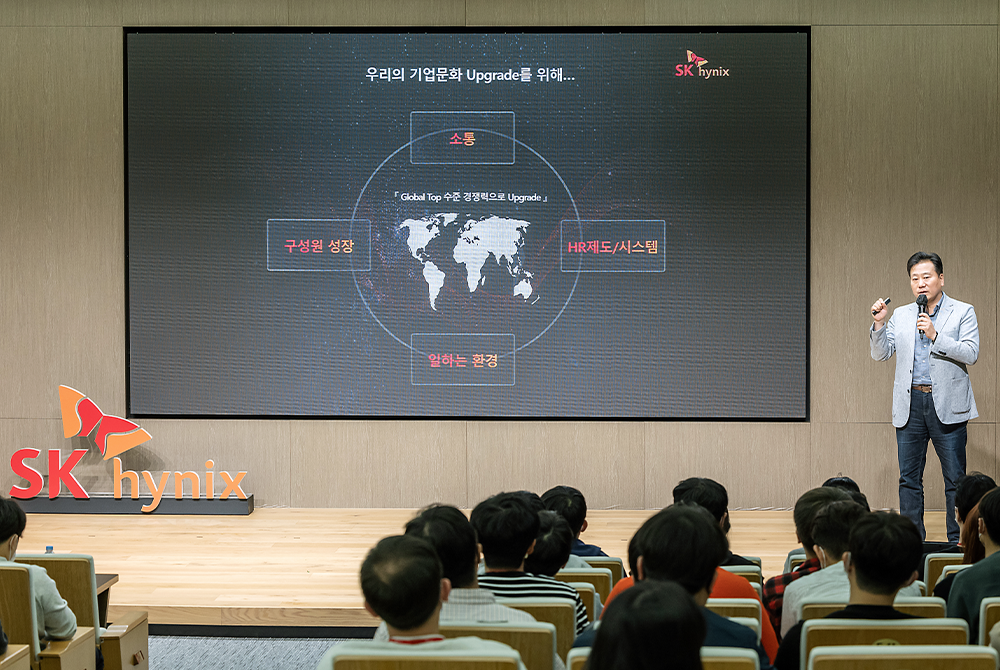 우리의 기업문화 Upgrade를 위해...
SK hynix
소통
『 Global Top 수준 경쟁력으로 Upgrade 』
구성원 성장
HR제도/시스템
일하는 환경
SK hynix